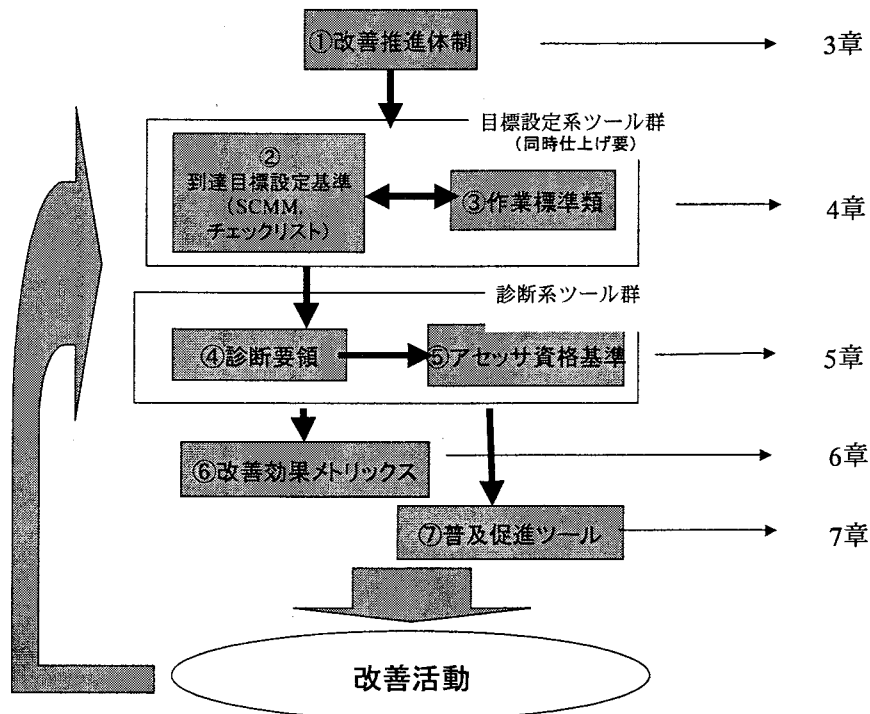 ①改善推進体制
3章
目標設定系ツール群
(同時仕上げ要)
②
到達目標設定基準
(SCMM,
チェックリスト)
③作業標準類
4章
診断系ツール群
④診断要領
⑤アセッサ資格基準
5章
⑥改善効果メトリックス
6章
⑦普及促進ツール
7章
改善活動